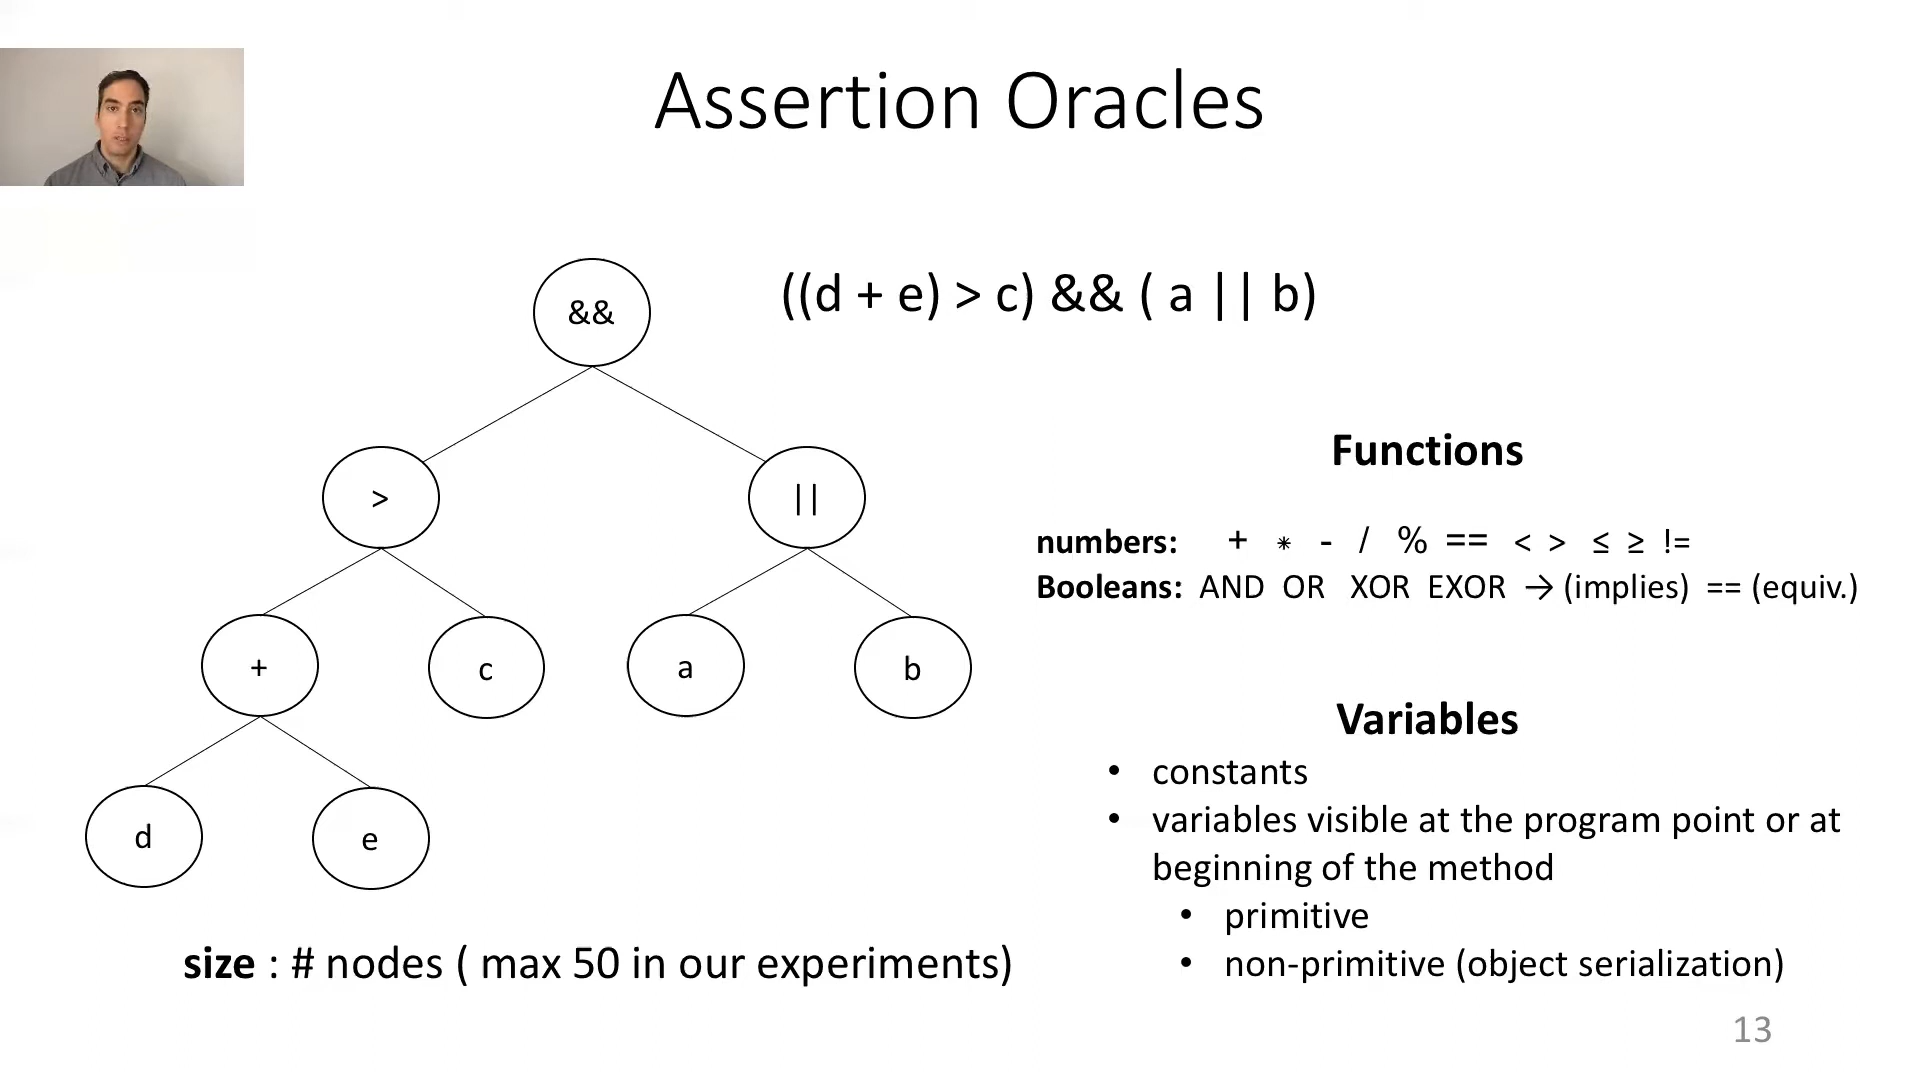 Assertion Oracles
((d + e) > c) && ( a || b)
&&
>
||
+
c
a
b
d
e
size : # nodes ( max 50 in our experiments)
Functions
numbers: + * - / % == < > ≤ ≥ !=
Booleans: AND OR XOR EXOR → (implies) == (equiv.)
Variables
• constants
• variables visible at the program point or at
beginning of the method
• primitive
• non-primitive (object serialization)
13